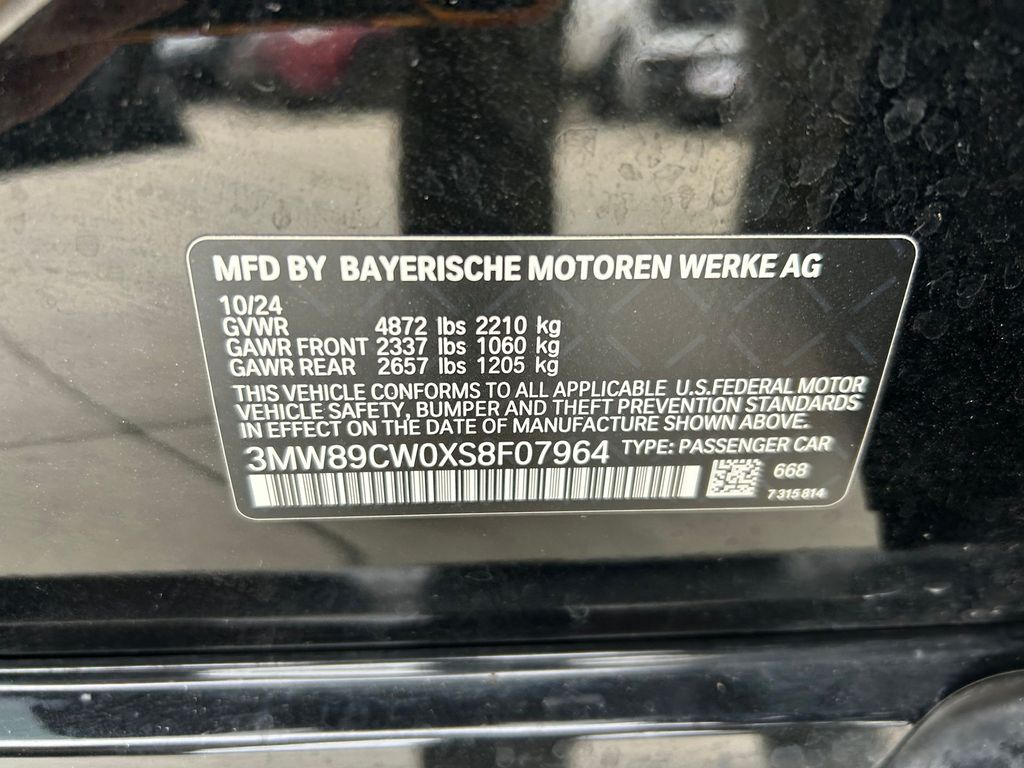 MFD BY BAYERISCHE MOTOREN WERKE AG
10/24
GVWR 4872 lbs 2210 kg
GAWR FRONT 2337 lbs 1060 kg
GAWR REAR 2657 lbs 1205 kg
THIS VEHICLE CONFORMS TO ALL APPLICABLE U.S.FEDERAL MOTOR
VEHICLE SAFETY, BUMPER AND THEFT PREVENTION STANDARDS
IN EFFECT ON THE DATE OF MANUFACTURE SHOWN ABOVE.
3MW89CW0XS8F07964 TYPE: PASSENGER CAR
668
7 315 814